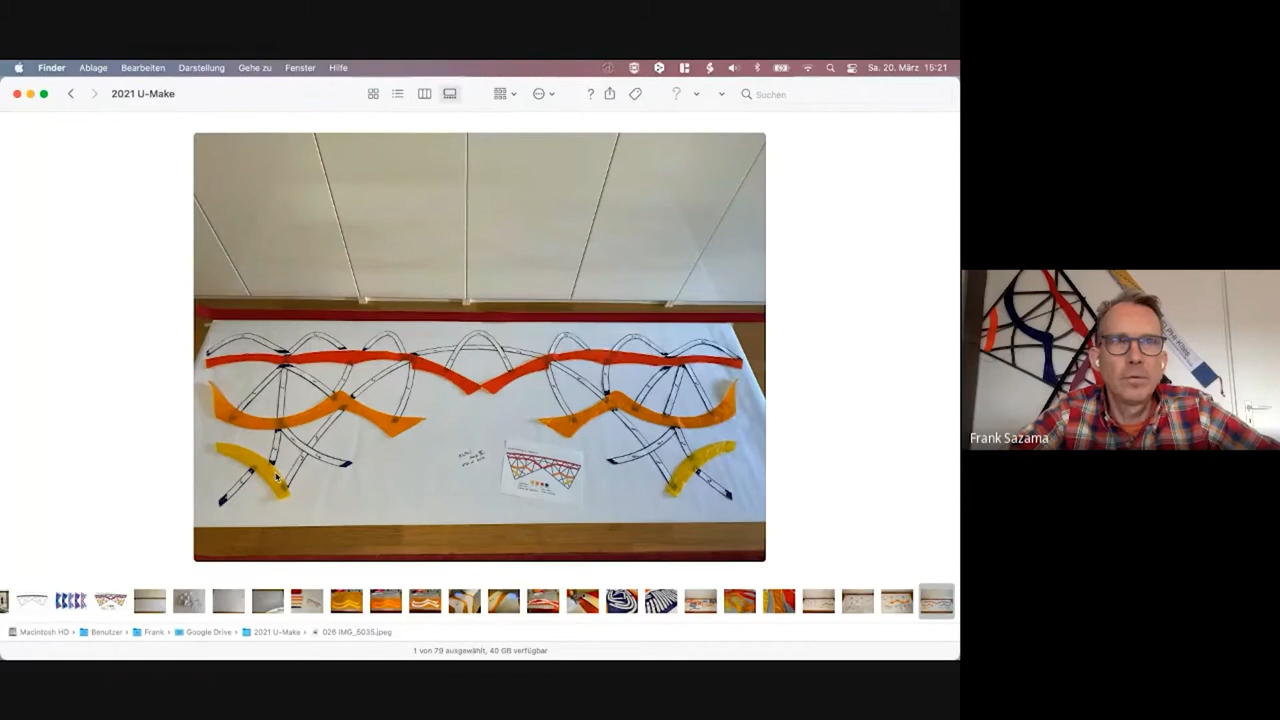 Finder Ablage Bearbeiten Darstellung Gehe zu Fenster Hilfe Sa. 20. März 15:21
2021 U-Make
Suchen
Frank Sazama
Macintosh HD › Benutzer › Frank › Google Drive › 2021 U-Make › 026 IMG_5035.jpeg
1 von 79 ausgewählt, 40 GB verfügbar